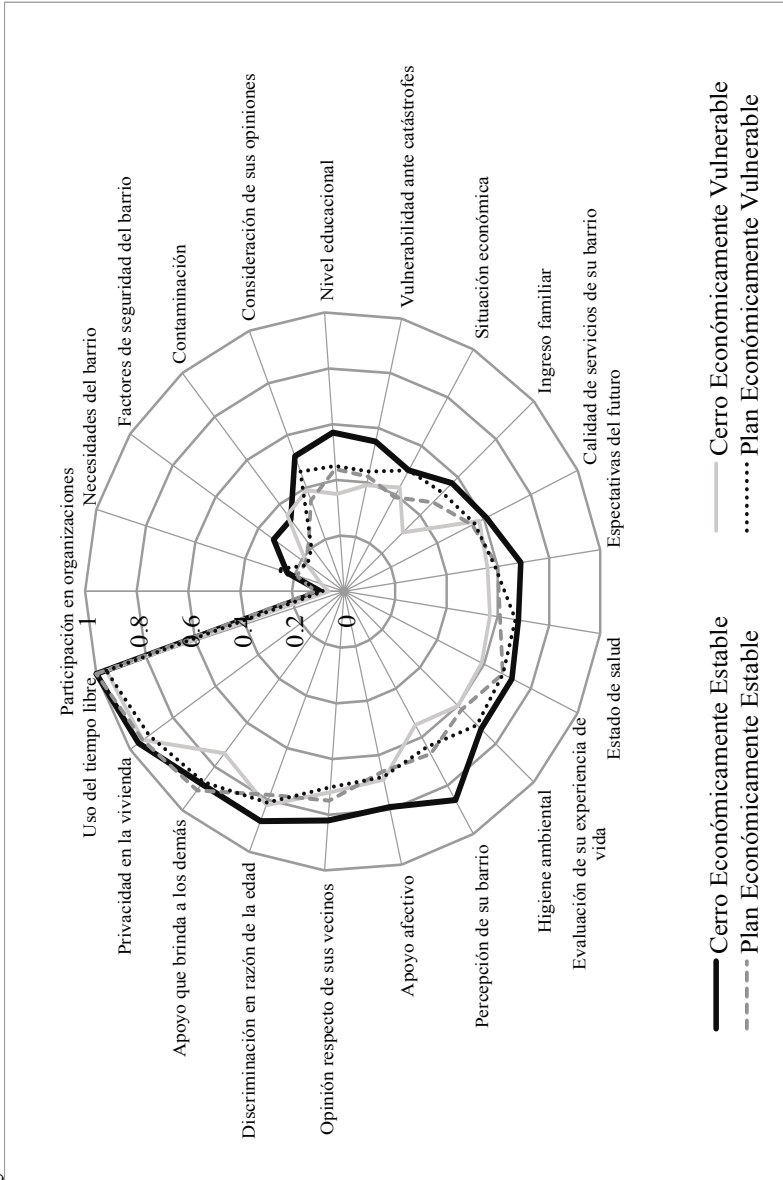 Participación en organizaciones
Necesidades del barrio
Factores de seguridad del barrio
Contaminación
Consideración de sus opiniones
Nivel educacional
Vulnerabilidad ante catástrofes
Situación económica
Ingreso familiar
Calidad de servicios de su barrio
Espectativas del futuro
Estado de salud
Evaluación de su experiencia de
vida
Higiene ambiental
Percepción de su barrio
Apoyo afectivo
Opinión respecto de sus vecinos
Discriminación en razón de la edad
Apoyo que brinda a los demás
Privacidad en la vivienda
Uso del tiempo libre
1
0.8
0.6
0.4
0.2
0
Cerro Económicamente Estable
Cerro Económicamente Vulnerable
Plan Económicamente Estable
Plan Económicamente Vulnerable